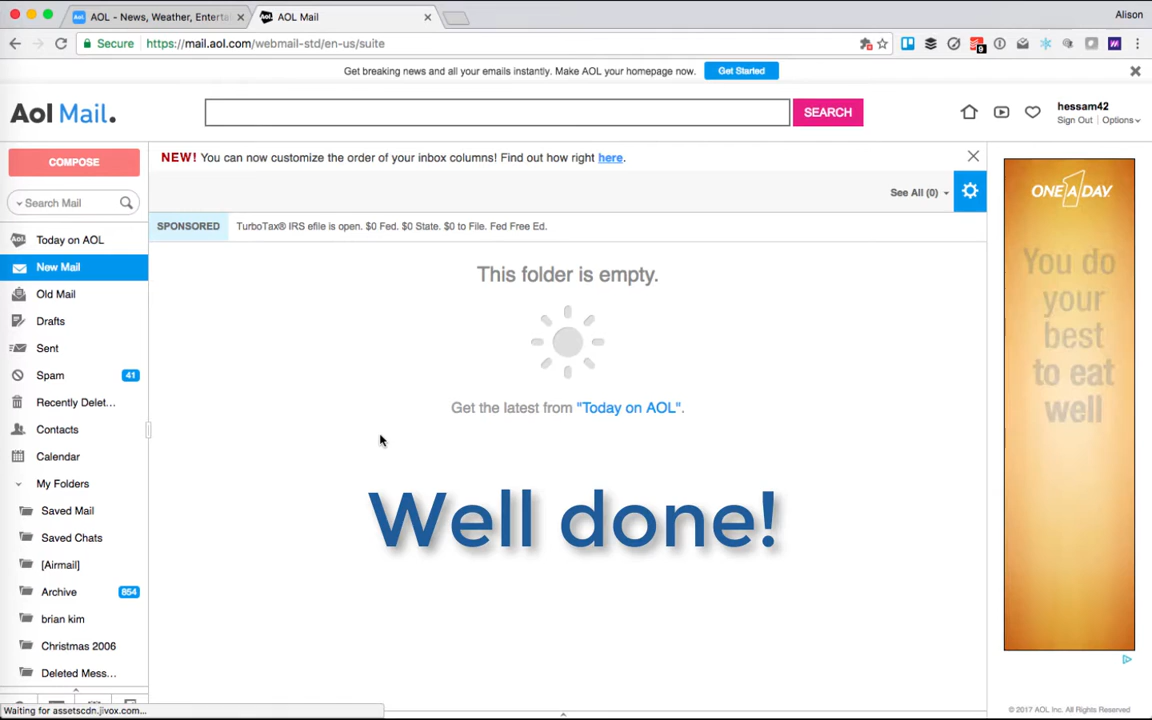 AOL - News, Weather, Enterta
AOL Mail
Alison
Secure
https://mail.aol.com/webmail-std/en-us/suite
9
Get breaking news and all your emails instantly. Make AOL your homepage now.
Get Started
Aol Mail.
SEARCH
hessam42
Sign Out
Options
COMPOSE
NEW! You can now customize the order of your inbox columns! Find out how right here.
Search Mail
See All (0)
SPONSORED
TurboTax® IRS efile is open. $0 Fed. $0 State. $0 to File. Fed Free Ed.
Today on AOL
New Mail
Old Mail
Drafts
Sent
Spam
41
Recently Delet...
Contacts
Calendar
My Folders
Saved Mail
Saved Chats
[Airmail]
Archive
854
brian kim
Christmas 2006
Deleted Mess...
This folder is empty.
Get the latest from "Today on AOL".
Well done!
ONE A DAY
You do
your
best
to eat
well
Waiting for assetscdn.jivox.com...
© 2017 AOL Inc. All Rights Reserved